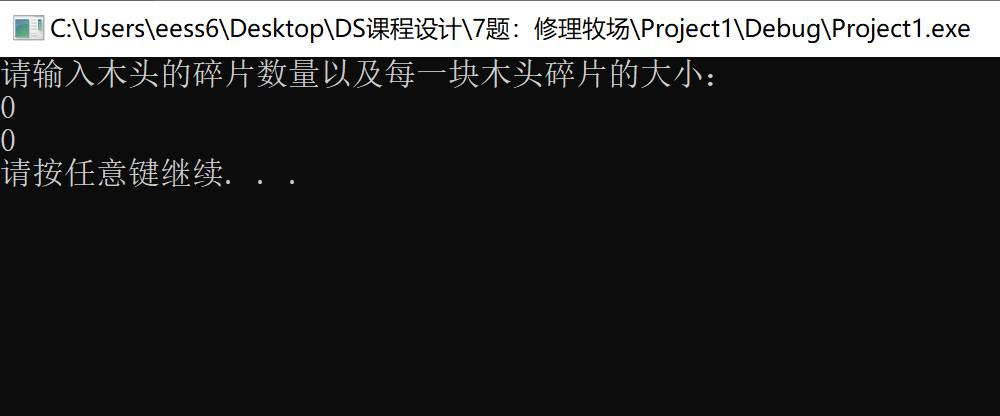 C:\Users\eess6\Desktop\DS课程设计\7题：修理牧场\Project1\Debug\Project1.exe
请输入木头的碎片数量以及每一块木头碎片的大小：
0
0
请按任意键继续. . .